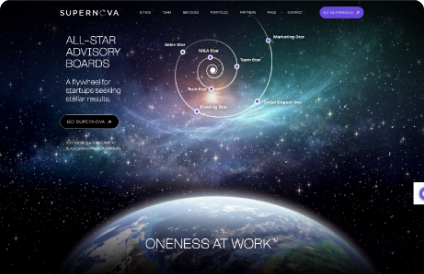 SUPERNOVA
ETHOS TEAM SERVICES PORTFOLIO PARTNERS FAQS CONTACT
GO SUPERNOVA
ALL-STAR
ADVISORY
BOARDS
A flywheel for
startups seeking
stellar results.
GO SUPERNOVA
Marketing Star
Sales Star
M&A Star
Team Star
Tech Star
Funding Star
Social Impact Star
ONENESS AT WORK™